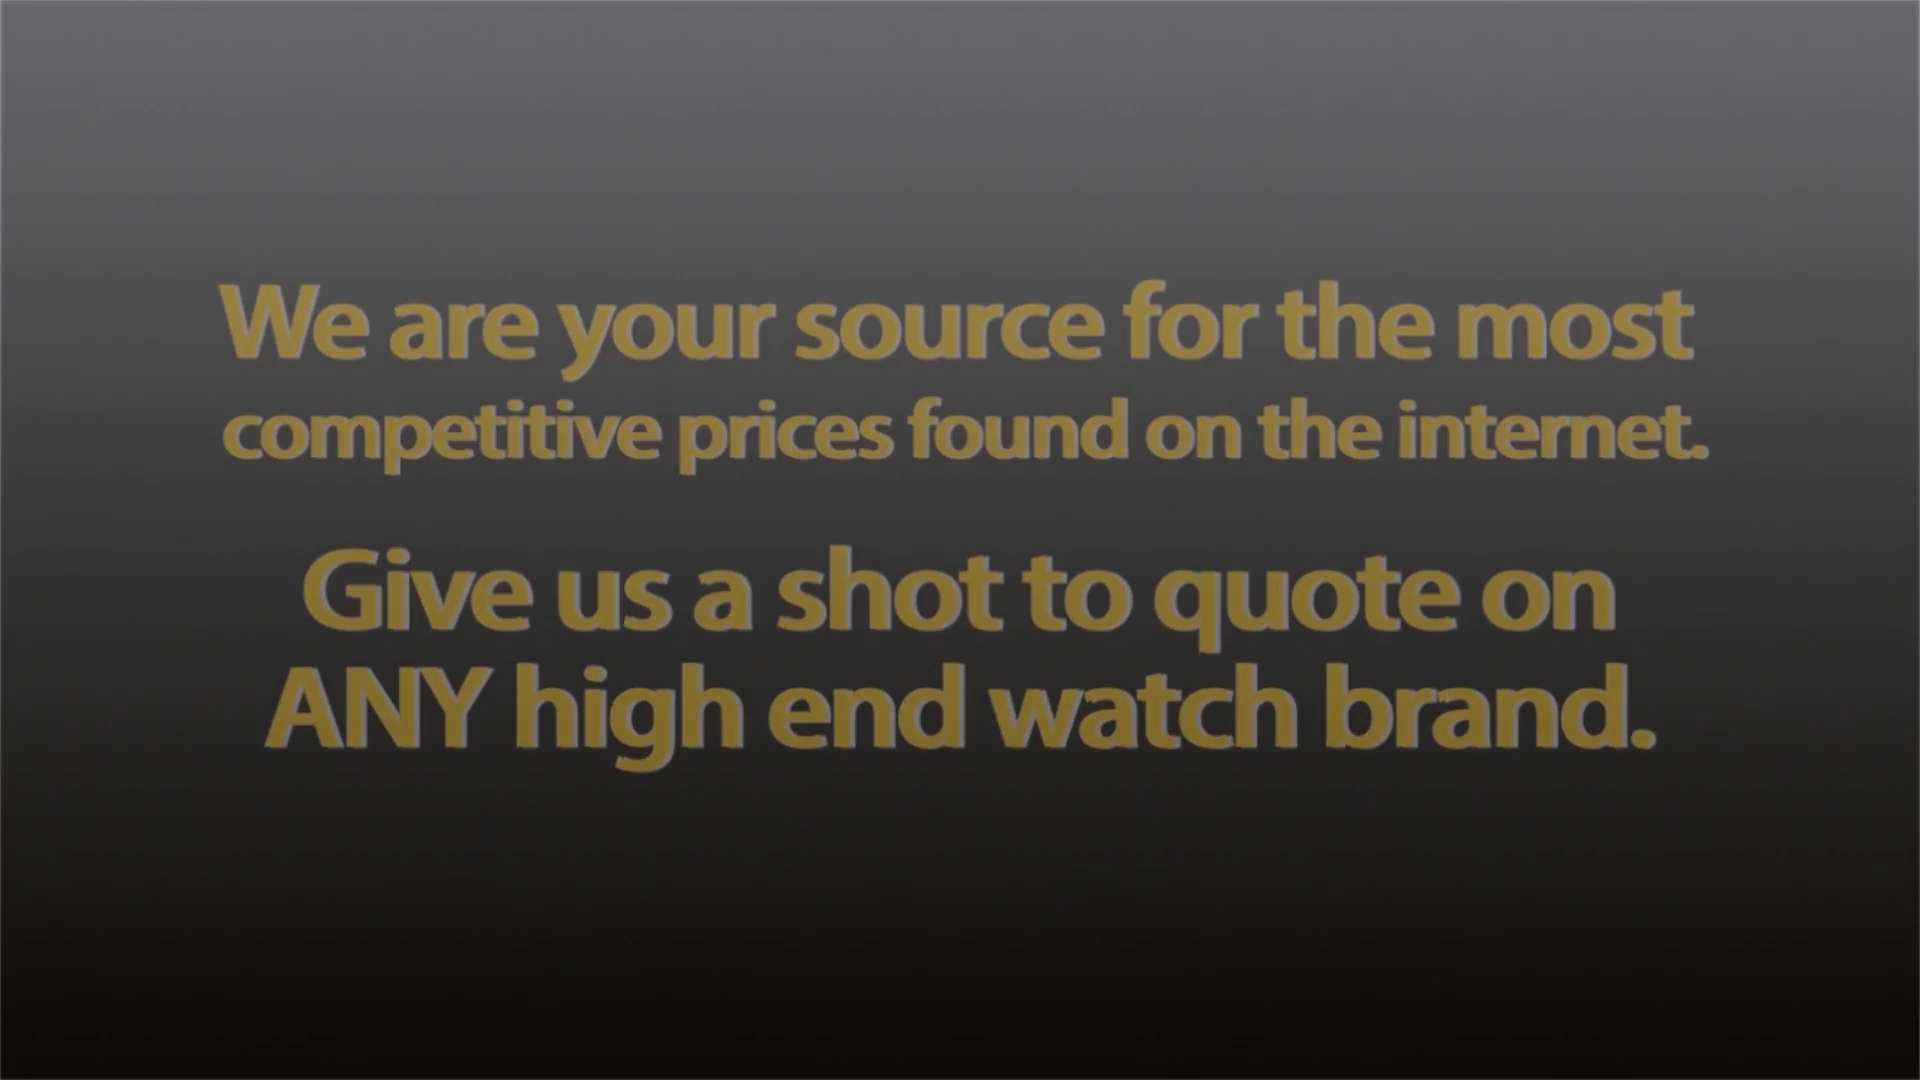 We are your source for the most
competitive prices found on the internet.
Give us a shot to quote on
ANY high end watch brand.